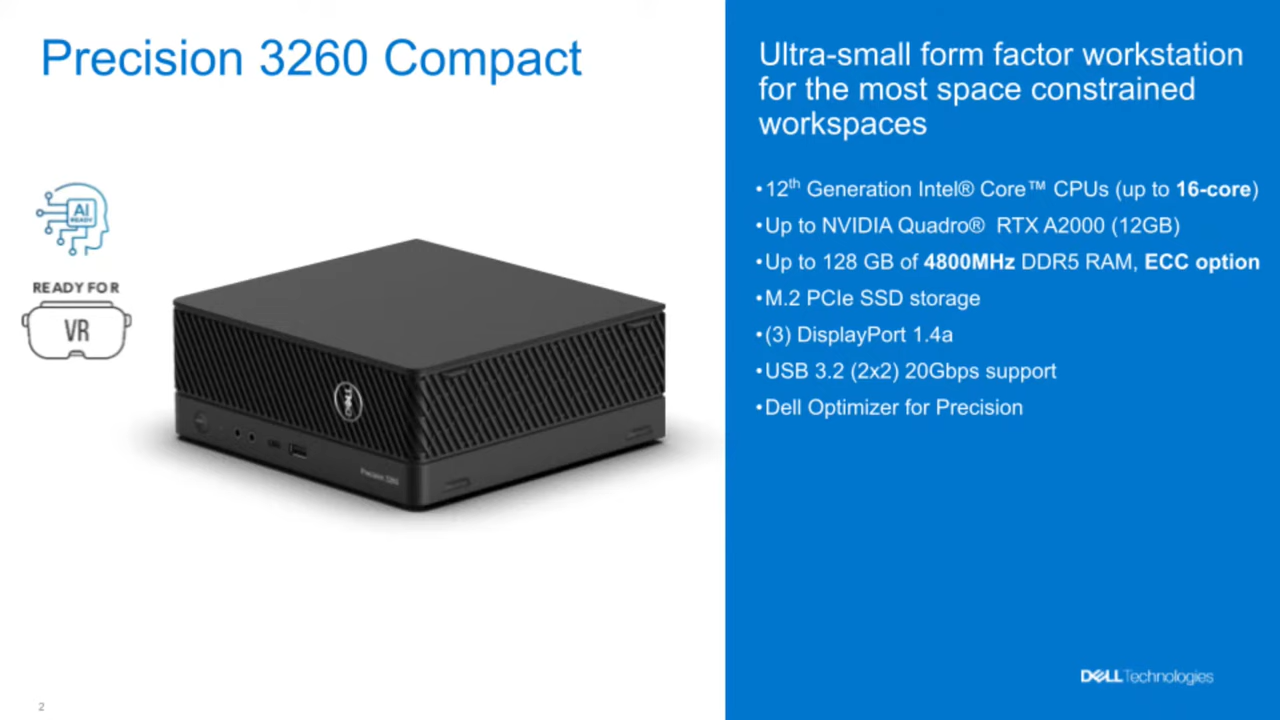 Precision 3260 Compact
AI
READY
READY FOR
VR
DELL
Precision 3260
Ultra-small form factor workstation
for the most space constrained
workspaces
•12th Generation Intel® Core™ CPUs (up to 16-core)
•Up to NVIDIA Quadro® RTX A2000 (12GB)
•Up to 128 GB of 4800MHz DDR5 RAM, ECC option
•M.2 PCIe SSD storage
•(3) DisplayPort 1.4a
•USB 3.2 (2x2) 20Gbps support
•Dell Optimizer for Precision
DELL Technologies
2